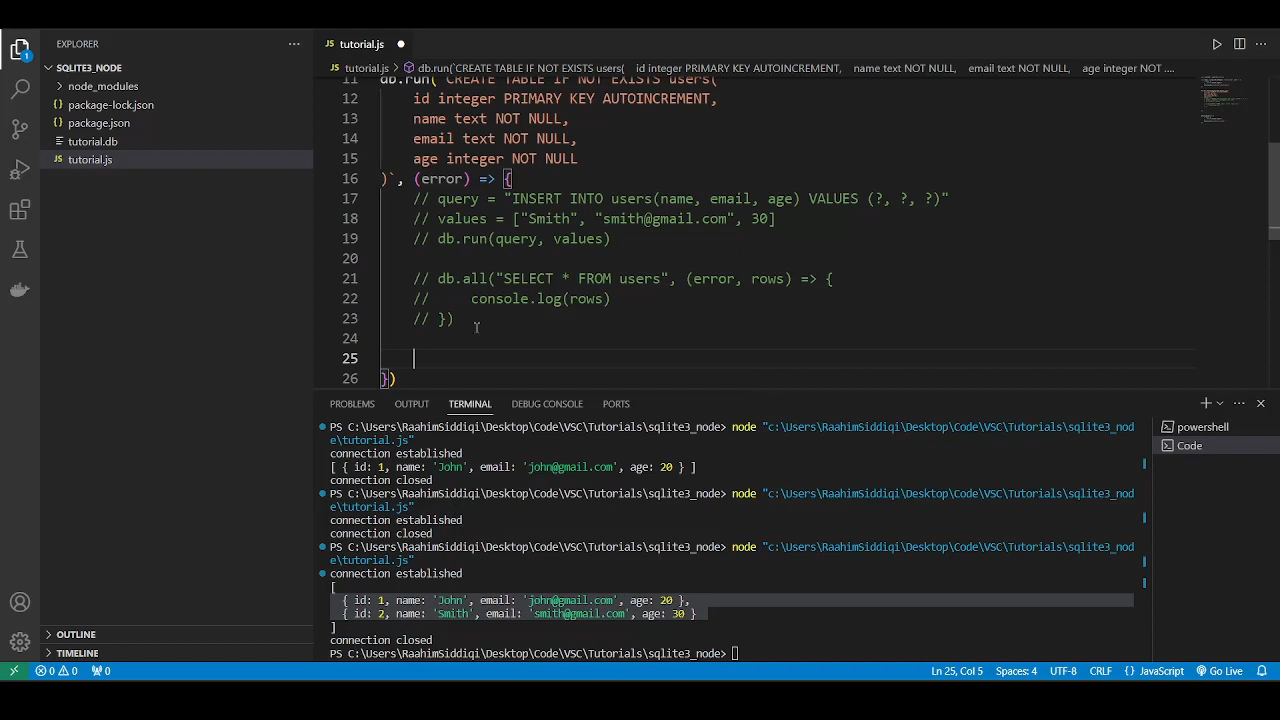 EXPLORER
tutorial.js
SQLITE3_NODE
node_modules
package-lock.json
package.json
tutorial.db
tutorial.js
tutorial.js > db.run(`CREATE TABLE IF NOT EXISTS users( id integer PRIMARY KEY AUTOINCREMENT, name text NOT NULL, email text NOT NULL, age integer NOT ...
11 db.run(`CREATE TABLE IF NOT EXISTS users(
12 id integer PRIMARY KEY AUTOINCREMENT,
13 name text NOT NULL,
14 email text NOT NULL,
15 age integer NOT NULL
16 )`, (error) => {
17 // query = "INSERT INTO users(name, email, age) VALUES (?, ?, ?)"
18 // values = ["Smith", "smith@gmail.com", 30]
19 // db.run(query, values)
20
21 // db.all("SELECT * FROM users", (error, rows) => {
22 // console.log(rows)
23 // })
24
25
26 })
PROBLEMS OUTPUT TERMINAL DEBUG CONSOLE PORTS
PS C:\Users\RaahimSiddiqi\Desktop\Code\VSC\Tutorials\sqlite3_node> node "c:\Users\RaahimSiddiqi\Desktop\Code\VSC\Tutorials\sqlite3_nod
e\tutorial.js"
connection established
[ { id: 1, name: 'John', email: 'john@gmail.com', age: 20 } ]
connection closed
PS C:\Users\RaahimSiddiqi\Desktop\Code\VSC\Tutorials\sqlite3_node> node "c:\Users\RaahimSiddiqi\Desktop\Code\VSC\Tutorials\sqlite3_nod
e\tutorial.js"
connection established
connection closed
PS C:\Users\RaahimSiddiqi\Desktop\Code\VSC\Tutorials\sqlite3_node> node "c:\Users\RaahimSiddiqi\Desktop\Code\VSC\Tutorials\sqlite3_nod
e\tutorial.js"
connection established
[
{ id: 1, name: 'John', email: 'john@gmail.com', age: 20 },
{ id: 2, name: 'Smith', email: 'smith@gmail.com', age: 30 }
]
connection closed
PS C:\Users\RaahimSiddiqi\Desktop\Code\VSC\Tutorials\sqlite3_node>
powershell
Code
OUTLINE
TIMELINE
0 0 0 Ln 25, Col 5 Spaces: 4 UTF-8 CRLF {} JavaScript Go Live